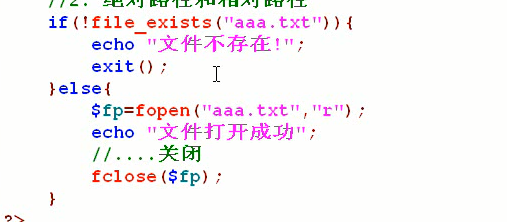 //2. 绝对路径和相对路径
if(!file_exists("aaa.txt")){
echo "文件不存在!";
exit();
}else{
$fp=fopen("aaa.txt","r");
echo "文件打开成功";
//....关闭
fclose($fp);
}
?>